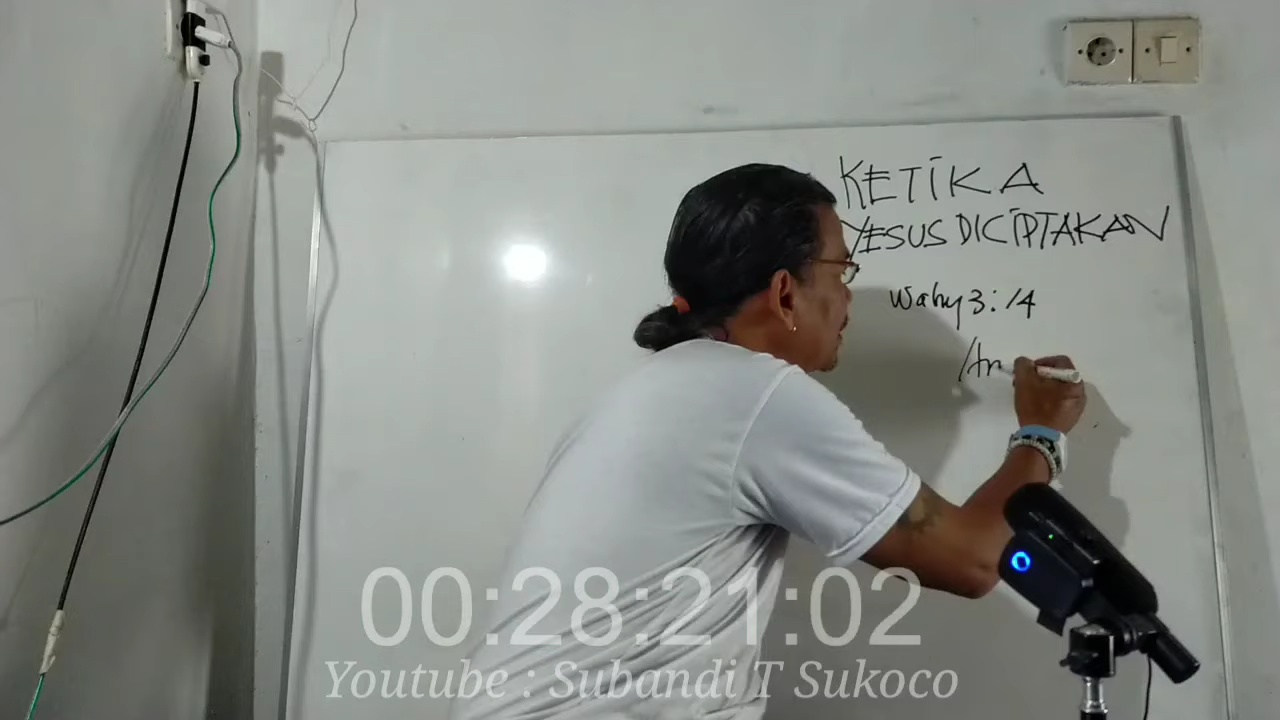 KETIKA
YESUS DICIPTAKAN
Wahy 3:14
00:28:21:02
Youtube : Subandi T Sukoco